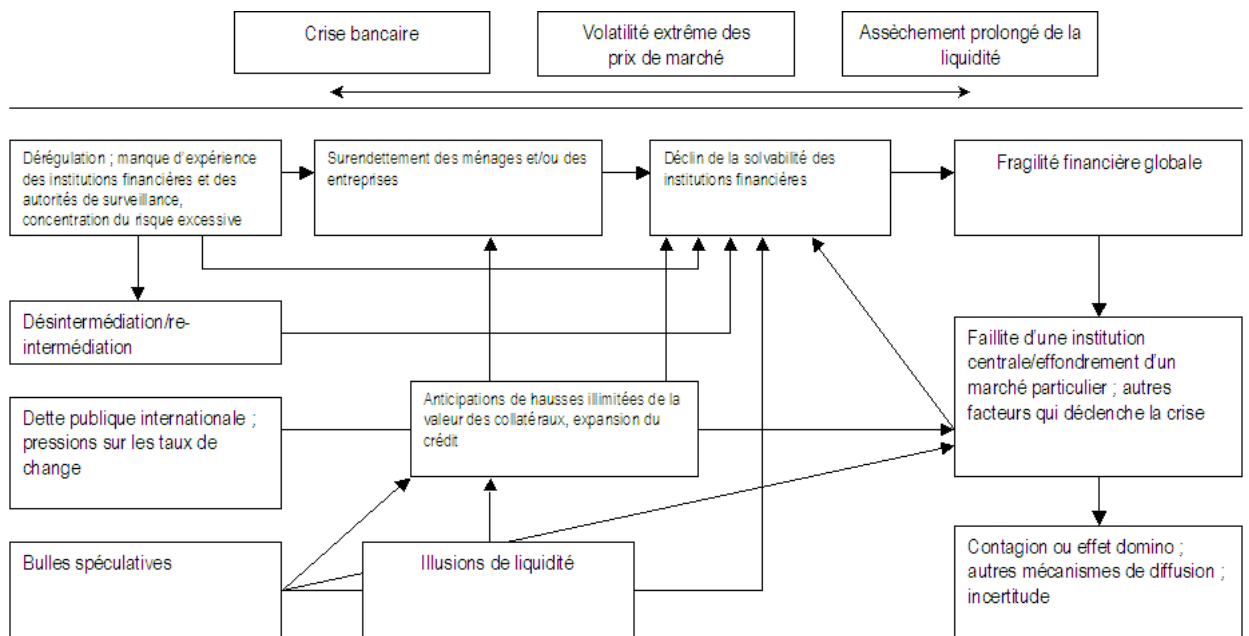 Crise bancaire
Volatilité extrême des
prix de marché
Assèchement prolongé de la
liquidité
Dérégulation ; manque d'expérience
des institutions financières et des
autorités de surveillance,
concentration du risque excessive
Surendettement des ménages et/ou des
entreprises
Déclin de la solvabilité des
institutions financières
Fragilité financière globale
Désintermédiation/re-
intermédiation
Faillite d'une institution
centrale/effondrement d'un
marché particulier ; autres
facteurs qui déclenche la crise
Dette publique internationale ;
pressions sur les taux de
change
Anticipations de hausses illimitées de la
valeur des collatéraux, expansion du
crédit
Bulles spéculatives
Illusions de liquidité
Contagion ou effet domino ;
autres mécanismes de diffusion ;
incertitude